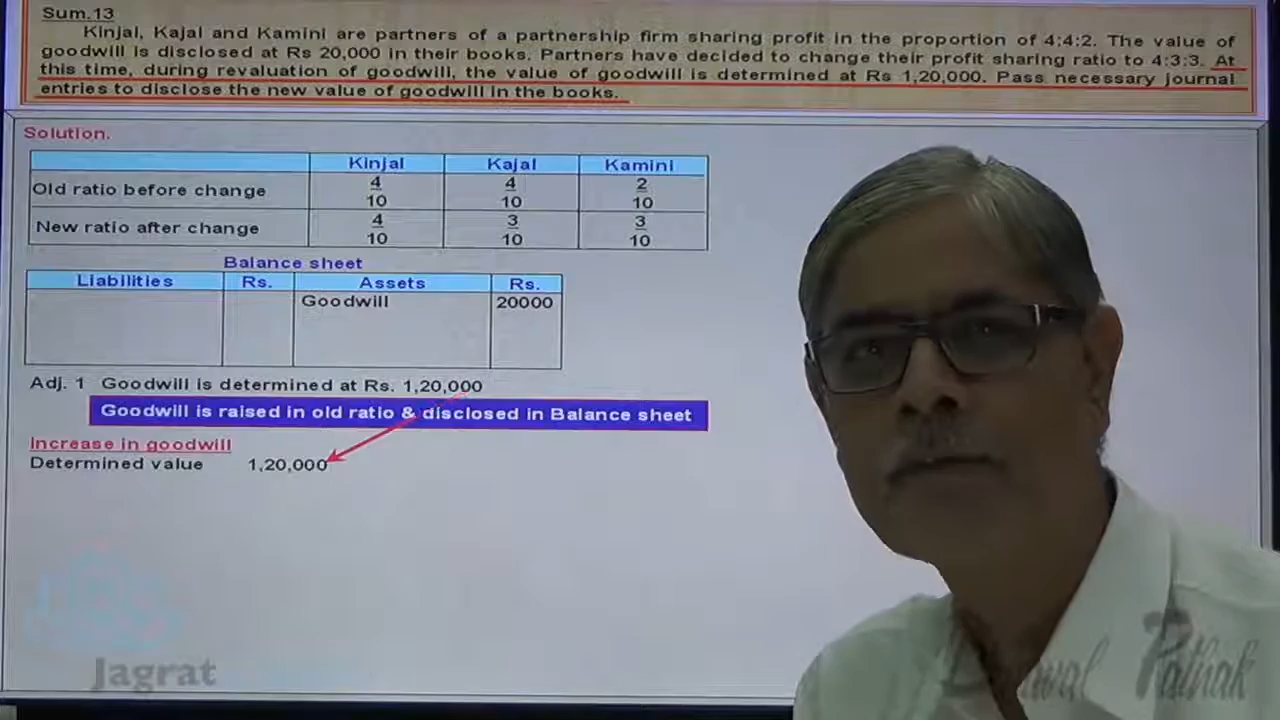 Sum.13
Kinjal, Kajal and Kamini are partners of a partnership firm sharing profit in the proportion of 4:4:2. The value of
goodwill is disclosed at Rs 20,000 in their books. Partners have decided to change their profit sharing ratio to 4:3:3. At
this time, during revaluation of goodwill, the value of goodwill is determined at Rs 1,20,000. Pass necessary journal
entries to disclose the new value of goodwill in the books.
Solution.
Kinjal Kajal Kamini
Old ratio before change 4/10 4/10 2/10
New ratio after change 4/10 3/10 3/10
Balance sheet
Liabilities Rs. Assets Rs.
Goodwill 20000
Adj. 1 Goodwill is determined at Rs. 1,20,000
Goodwill is raised in old ratio & disclosed in Balance sheet
Increase in goodwill
Determined value 1,20,000
Jagrat
Pathak